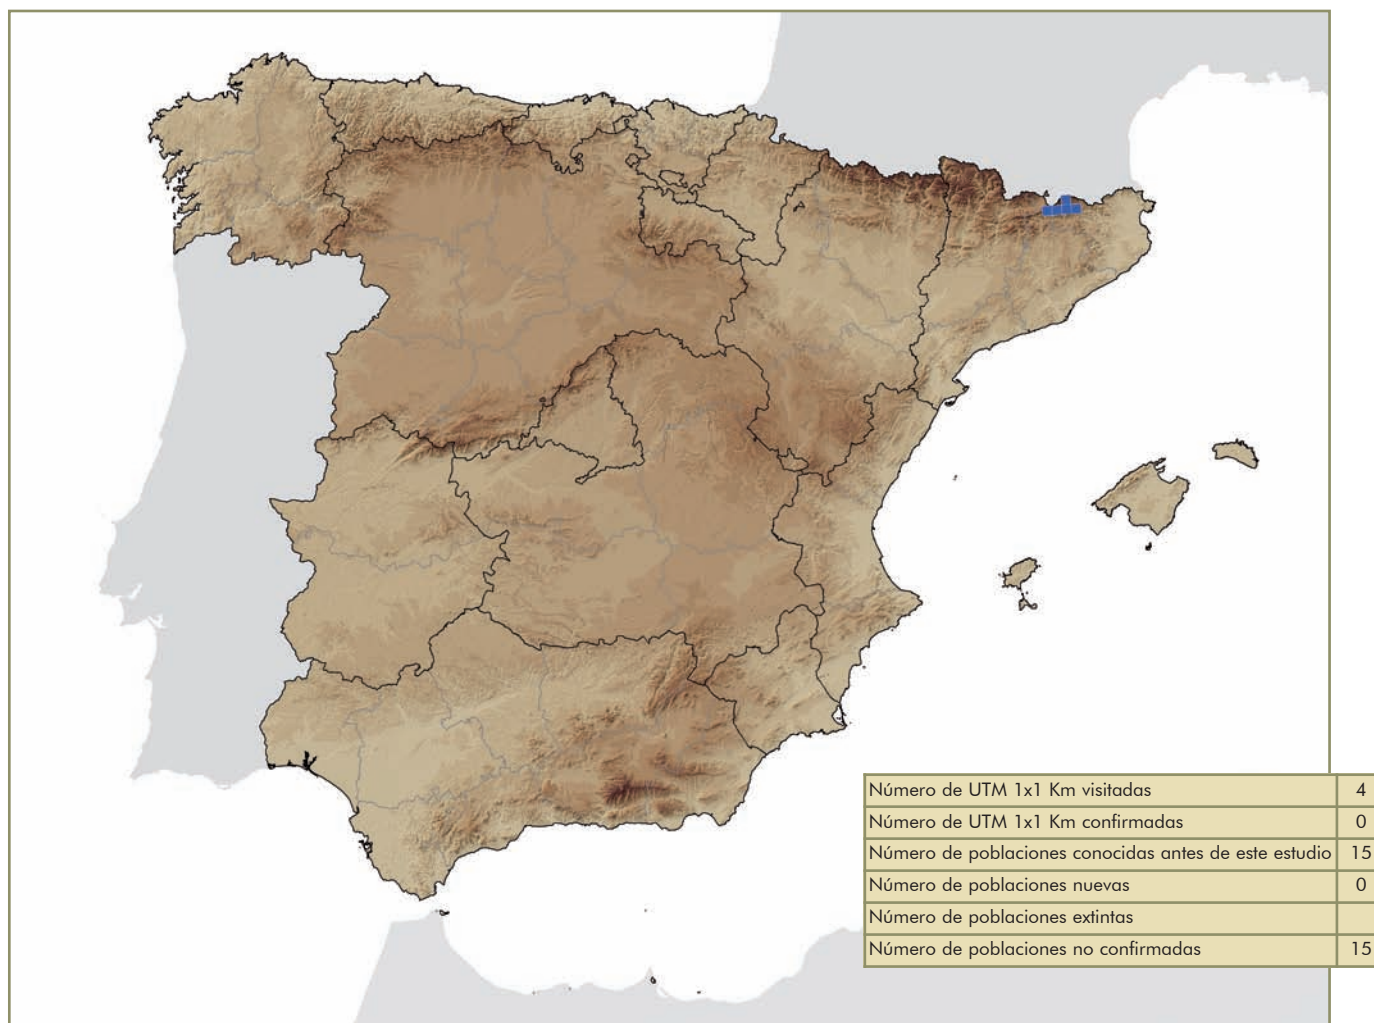 Número de UTM 1x1 Km visitadas 4
Número de UTM 1x1 Km confirmadas 0
Número de poblaciones conocidas antes de este estudio 15
Número de poblaciones nuevas 0
Número de poblaciones extintas
Número de poblaciones no confirmadas 15